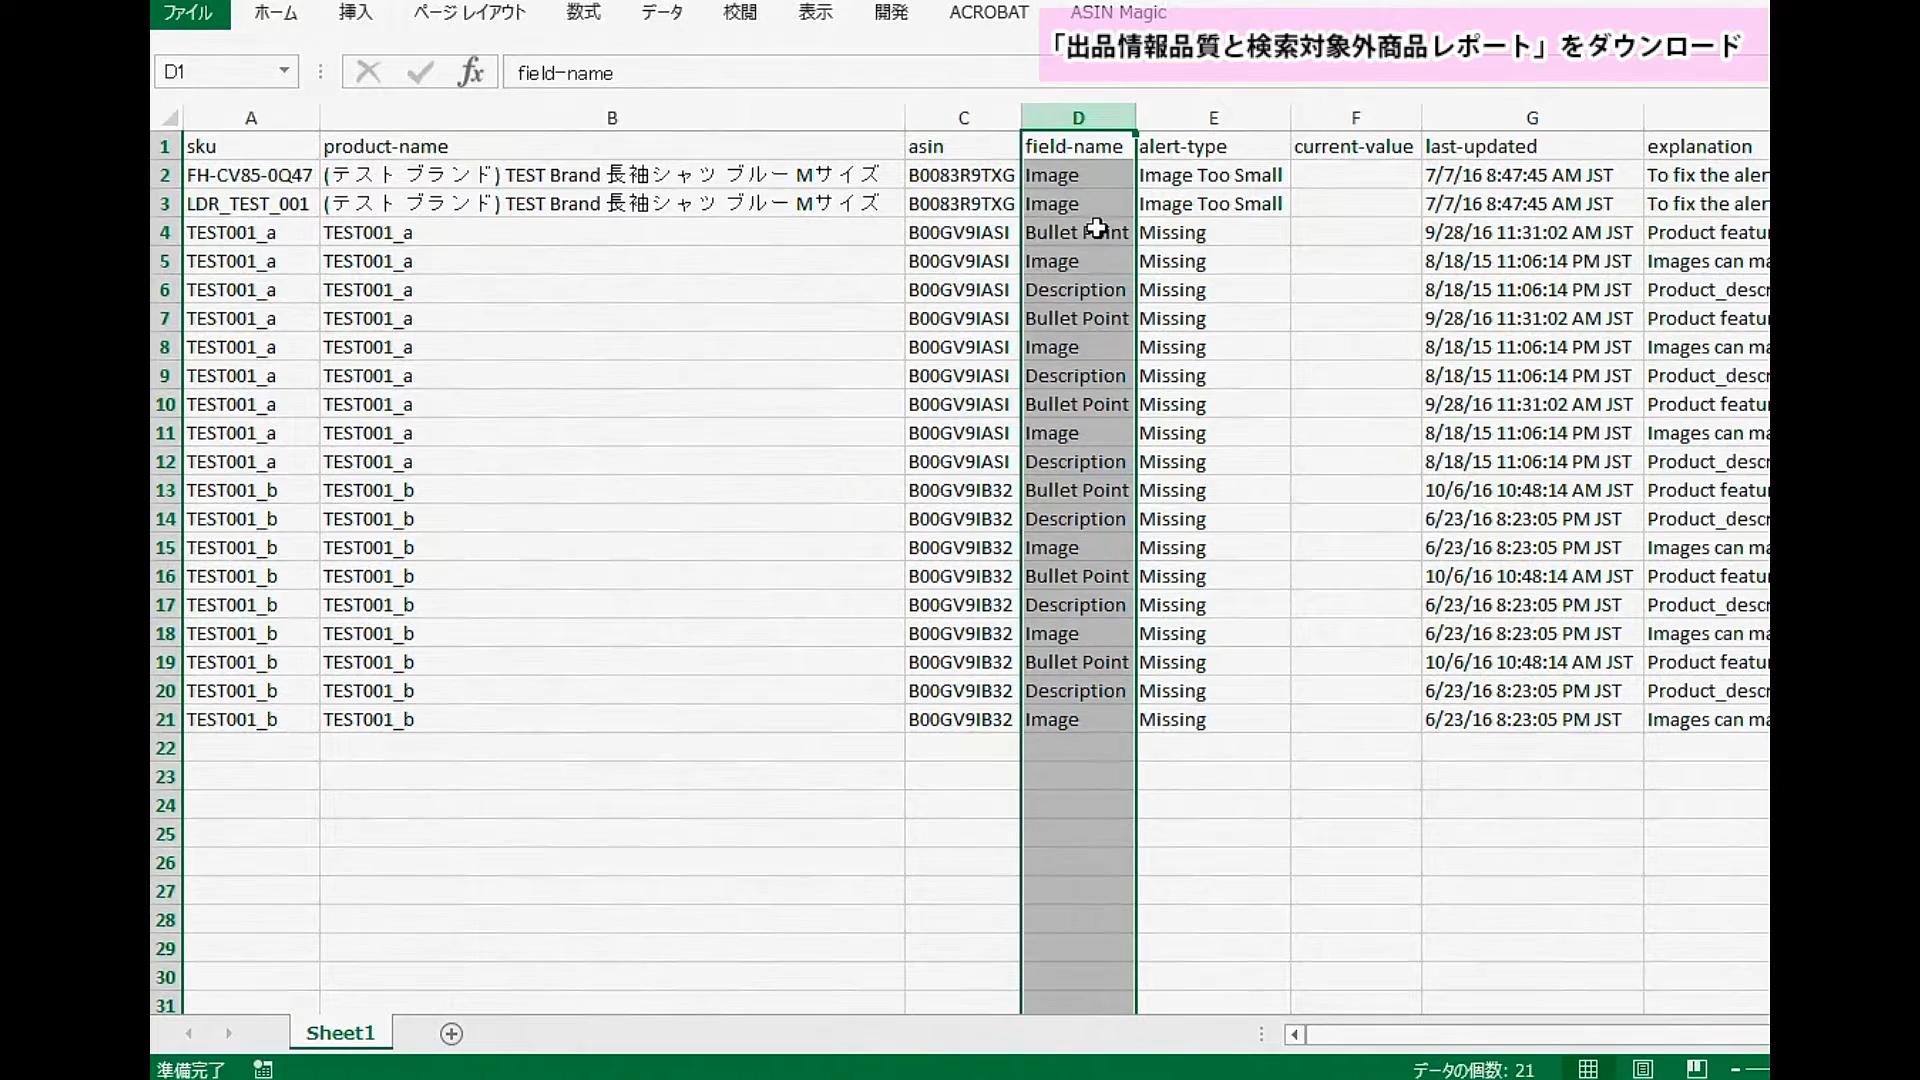 ファイル ホーム 挿入 ページ レイアウト 数式 データ 校閲 表示 開発 ACROBAT ASIN Magic
「出品情報品質と検索対象外商品レポート」をダウンロード
D1 fx field-name
A B C D E F G
1 sku product-name asin field-name alert-type current-value last-updated explanation
2 FH-CV85-0Q47 (テスト ブランド) TEST Brand 長袖シャツ ブルー Mサイズ B0083R9TXG Image Image Too Small 7/7/16 8:47:45 AM JST To fix the aler
3 LDR_TEST_001 (テスト ブランド) TEST Brand 長袖シャツ ブルー Mサイズ B0083R9TXG Image Image Too Small 7/7/16 8:47:45 AM JST To fix the aler
4 TEST001_a TEST001_a B00GV9IASI Bullet Point Missing 9/28/16 11:31:02 AM JST Product featu
5 TEST001_a TEST001_a B00GV9IASI Image Missing 8/18/15 11:06:14 PM JST Images can ma
6 TEST001_a TEST001_a B00GV9IASI Description Missing 8/18/15 11:06:14 PM JST Product_descr
7 TEST001_a TEST001_a B00GV9IASI Bullet Point Missing 9/28/16 11:31:02 AM JST Product featu
8 TEST001_a TEST001_a B00GV9IASI Image Missing 8/18/15 11:06:14 PM JST Images can ma
9 TEST001_a TEST001_a B00GV9IASI Description Missing 8/18/15 11:06:14 PM JST Product_descr
10 TEST001_a TEST001_a B00GV9IASI Bullet Point Missing 9/28/16 11:31:02 AM JST Product featu
11 TEST001_a TEST001_a B00GV9IASI Image Missing 8/18/15 11:06:14 PM JST Images can ma
12 TEST001_a TEST001_a B00GV9IASI Description Missing 8/18/15 11:06:14 PM JST Product_descr
13 TEST001_b TEST001_b B00GV9IB32 Bullet Point Missing 10/6/16 10:48:14 AM JST Product featu
14 TEST001_b TEST001_b B00GV9IB32 Description Missing 6/23/16 8:23:05 PM JST Product_descr
15 TEST001_b TEST001_b B00GV9IB32 Image Missing 6/23/16 8:23:05 PM JST Images can ma
16 TEST001_b TEST001_b B00GV9IB32 Bullet Point Missing 10/6/16 10:48:14 AM JST Product featu
17 TEST001_b TEST001_b B00GV9IB32 Description Missing 6/23/16 8:23:05 PM JST Product_descr
18 TEST001_b TEST001_b B00GV9IB32 Image Missing 6/23/16 8:23:05 PM JST Images can ma
19 TEST001_b TEST001_b B00GV9IB32 Bullet Point Missing 10/6/16 10:48:14 AM JST Product featu
20 TEST001_b TEST001_b B00GV9IB32 Description Missing 6/23/16 8:23:05 PM JST Product_descr
21 TEST001_b TEST001_b B00GV9IB32 Image Missing 6/23/16 8:23:05 PM JST Images can ma
22
23
24
25
26
27
28
29
30
31
Sheet1
準備完了 データの個数: 21